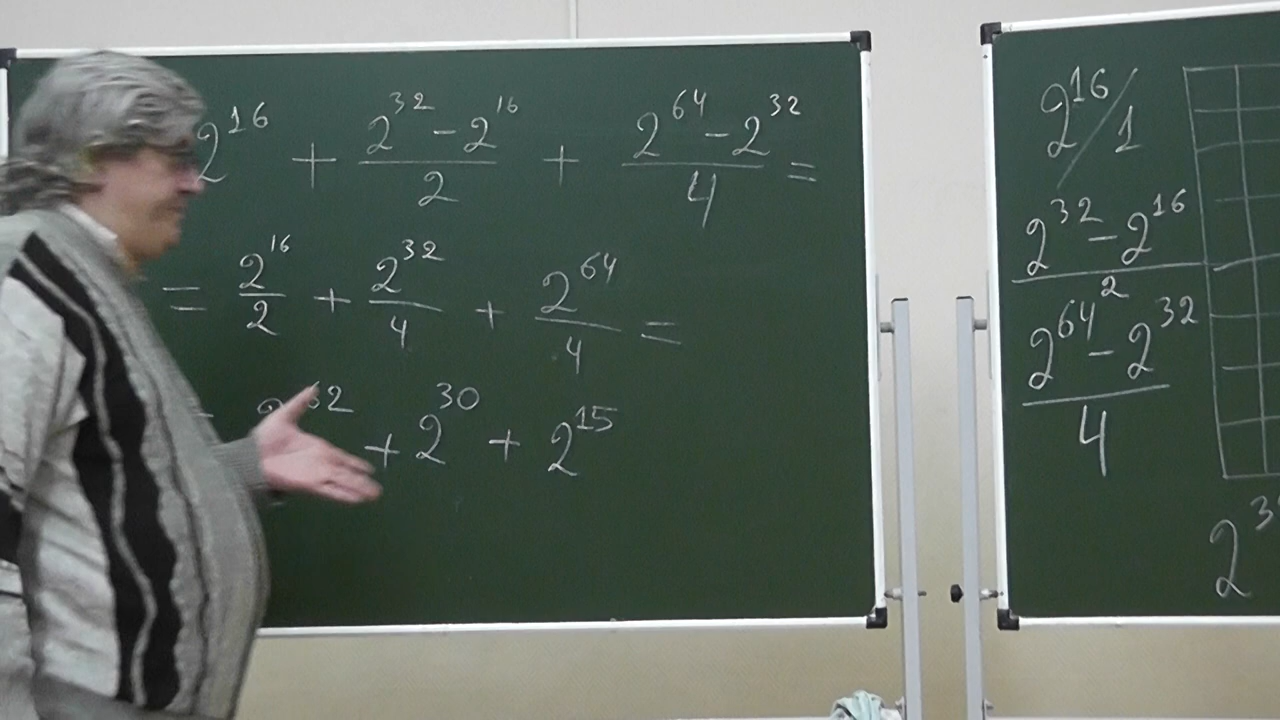 2^16 + (2^32 - 2^16)/2 + (2^64 - 2^32)/4 =
= 2^16/2 + 2^32/4 + 2^64/4 =
+ 2^30 + 2^15
2^16 / 1
(2^32 - 2^16)/2
(2^64 - 2^32)/4